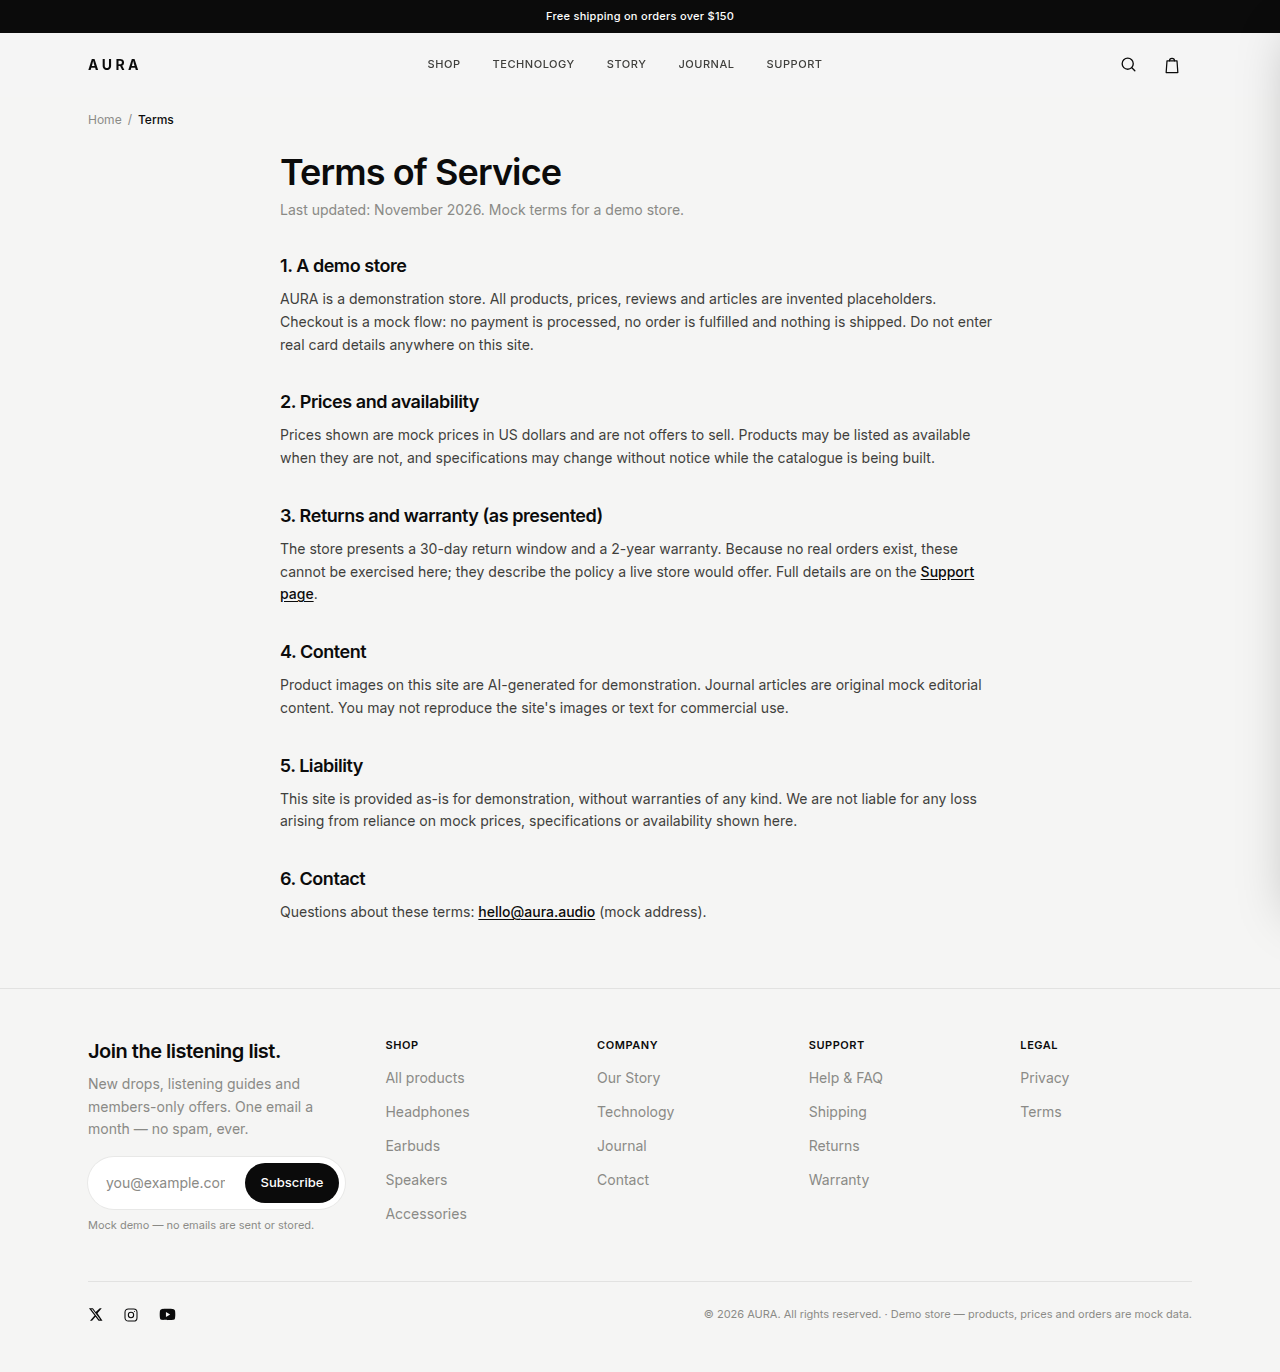 Free shipping on orders over $150
AURA
SHOP
TECHNOLOGY
STORY
JOURNAL
SUPPORT
Home / Terms
Terms of Service
Last updated: November 2026. Mock terms for a demo store.
1. A demo store
AURA is a demonstration store. All products, prices, reviews and articles are invented placeholders.
Checkout is a mock flow: no payment is processed, no order is fulfilled and nothing is shipped. Do not enter
real card details anywhere on this site.
2. Prices and availability
Prices shown are mock prices in US dollars and are not offers to sell. Products may be listed as available
when they are not, and specifications may change without notice while the catalogue is being built.
3. Returns and warranty (as presented)
The store presents a 30-day return window and a 2-year warranty. Because no real orders exist, these
cannot be exercised here; they describe the policy a live store would offer. Full details are on the Support
page.
4. Content
Product images on this site are AI-generated for demonstration. Journal articles are original mock editorial
content. You may not reproduce the site's images or text for commercial use.
5. Liability
This site is provided as-is for demonstration, without warranties of any kind. We are not liable for any loss
arising from reliance on mock prices, specifications or availability shown here.
6. Contact
Questions about these terms: hello@aura.audio (mock address).
Join the listening list.
New drops, listening guides and
members-only offers. One email a
month — no spam, ever.
you@example.cor
Subscribe
Mock demo — no emails are sent or stored.
SHOP
All products
Headphones
Earbuds
Speakers
Accessories
COMPANY
Our Story
Technology
Journal
Contact
SUPPORT
Help & FAQ
Shipping
Returns
Warranty
LEGAL
Privacy
Terms
© 2026 AURA. All rights reserved. · Demo store — products, prices and orders are mock data.